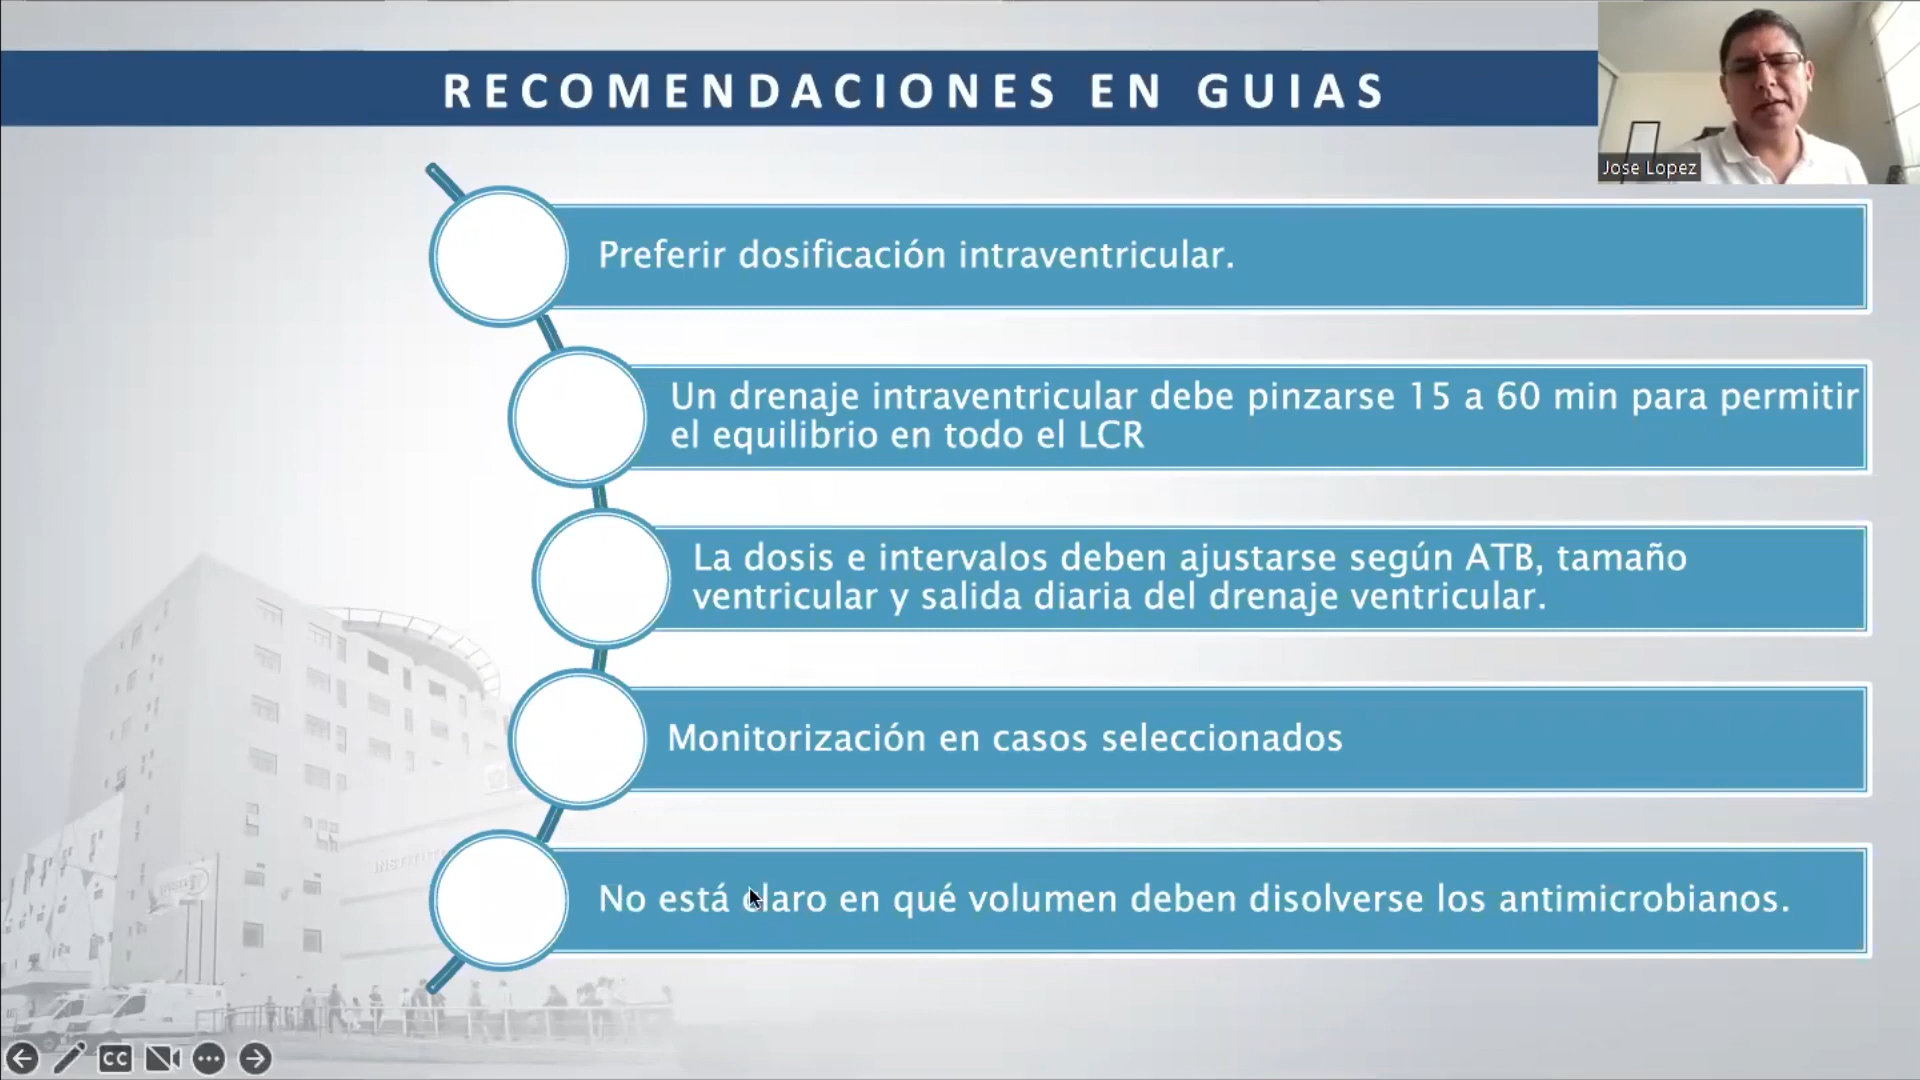 RECOMENDACIONES EN GUIAS
Jose Lopez
Preferir dosificación intraventricular.
Un drenaje intraventricular debe pinzarse 15 a 60 min para permitir
el equilibrio en todo el LCR
La dosis e intervalos deben ajustarse según ATB, tamaño
ventricular y salida diaria del drenaje ventricular.
Monitorización en casos seleccionados
No está claro en qué volumen deben disolverse los antimicrobianos.
CC